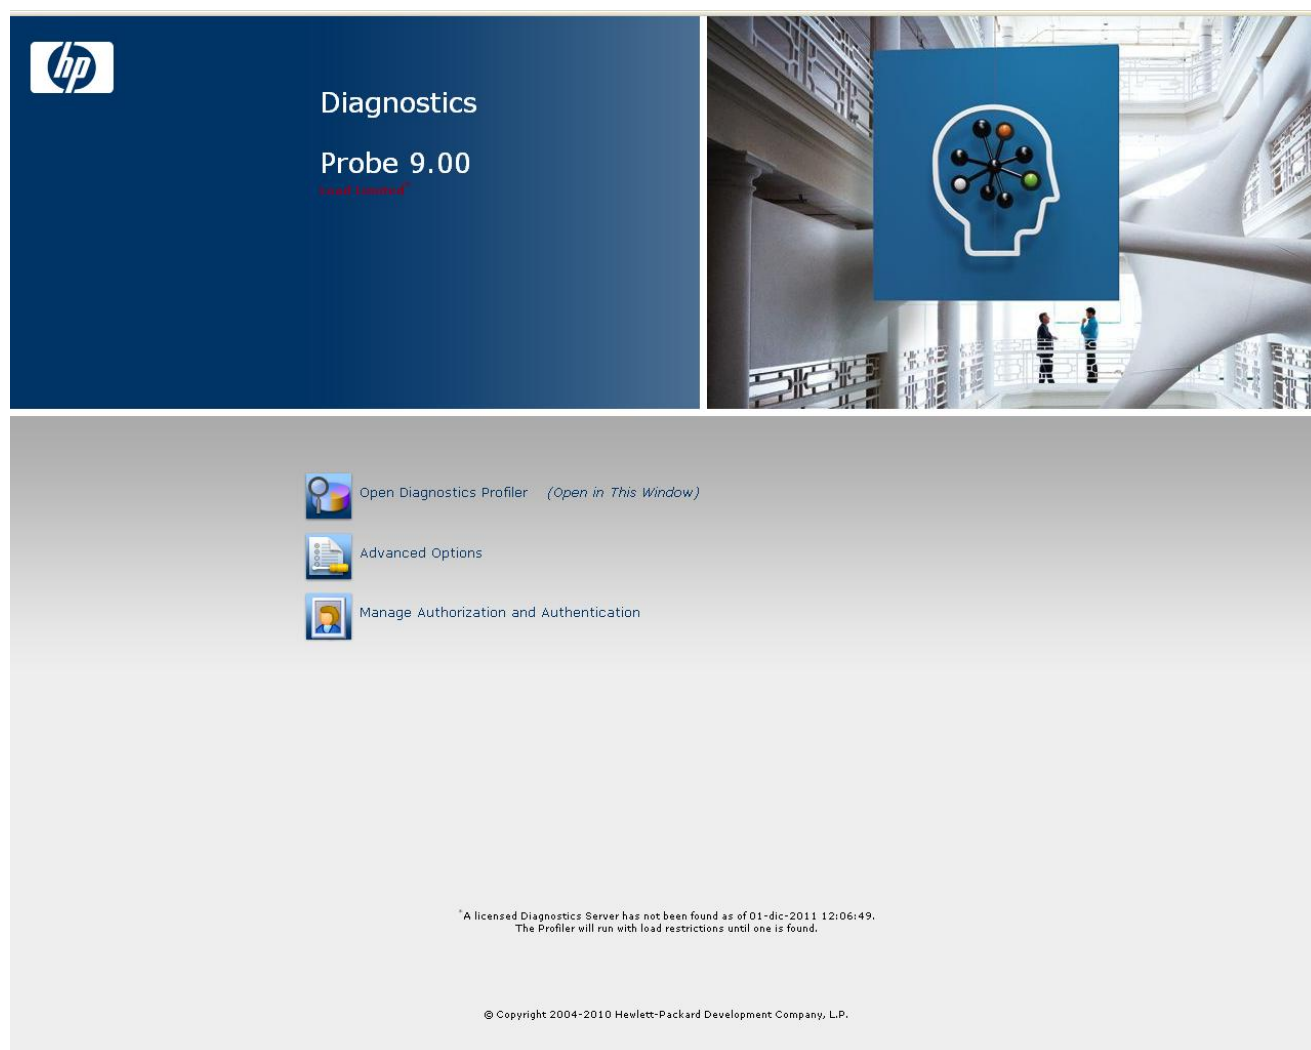 hp
Diagnostics
Probe 9.00
Load Limited*
Open Diagnostics Profiler (Open in This Window)
Advanced Options
Manage Authorization and Authentication
*A licensed Diagnostics Server has not been found as of 01-dic-2011 12:06:49.
The Profiler will run with load restrictions until one is found.
© Copyright 2004-2010 Hewlett-Packard Development Company, L.P.